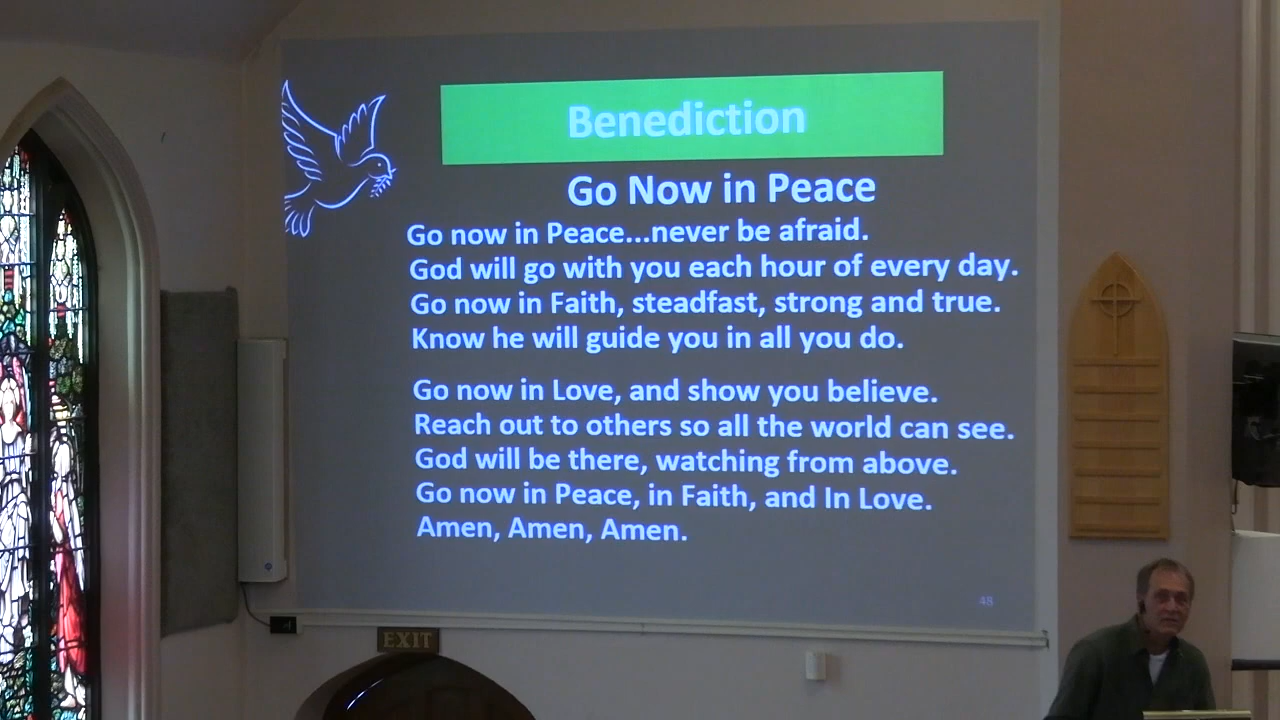 Benediction
Go Now in Peace
Go now in Peace...never be afraid.
God will go with you each hour of every day.
Go now in Faith, steadfast, strong and true.
Know he will guide you in all you do.
Go now in Love, and show you believe.
Reach out to others so all the world can see.
God will be there, watching from above.
Go now in Peace, in Faith, and In Love.
Amen, Amen, Amen.
48
EXIT